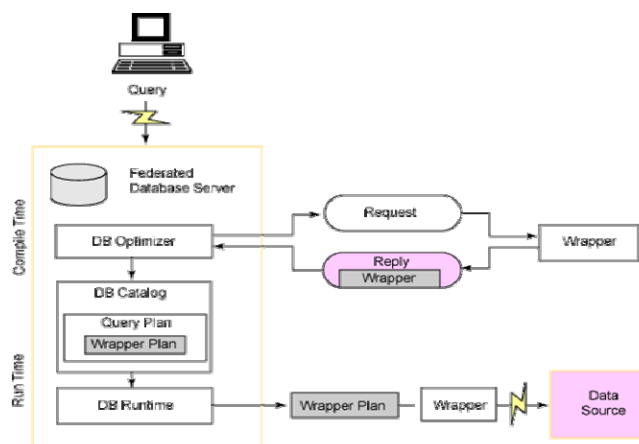 Query
Federated
Database Server
Compile Time
DB Optimizer
Request
Reply
Wrapper
Wrapper
DB Catalog
Query Plan
Wrapper Plan
Run Time
DB Runtime
Wrapper Plan
Wrapper
Data
Source